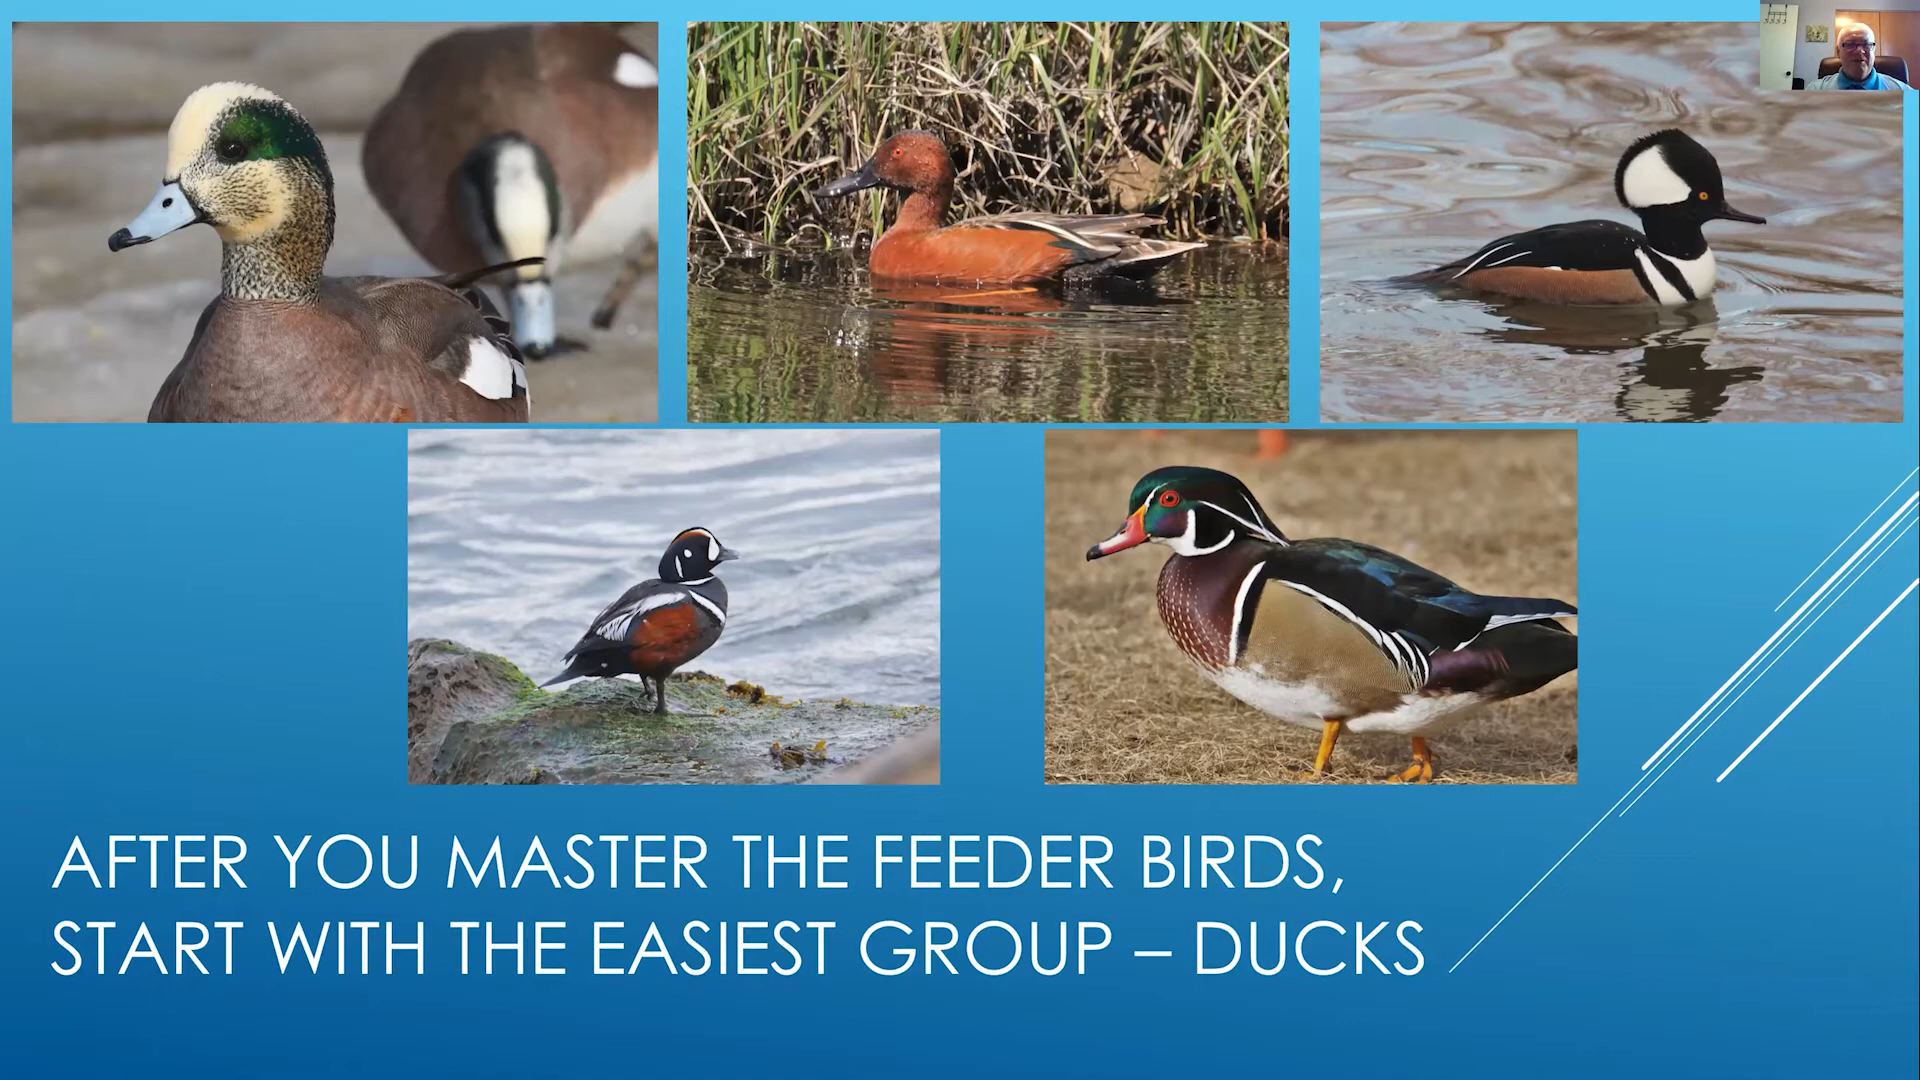 AFTER YOU MASTER THE FEEDER BIRDS,
START WITH THE EASIEST GROUP – DUCKS